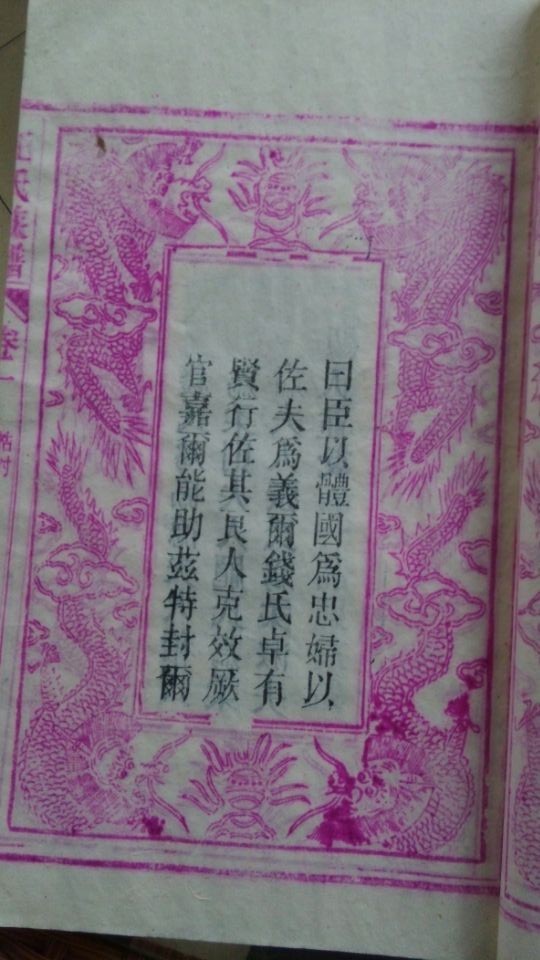 曰臣以體國爲忠婦以
佐夫爲義爾錢氏卓有
賢行佐其良人克效厥
官嘉爾能助茲特封爾
氏族譜
卷一
誥封